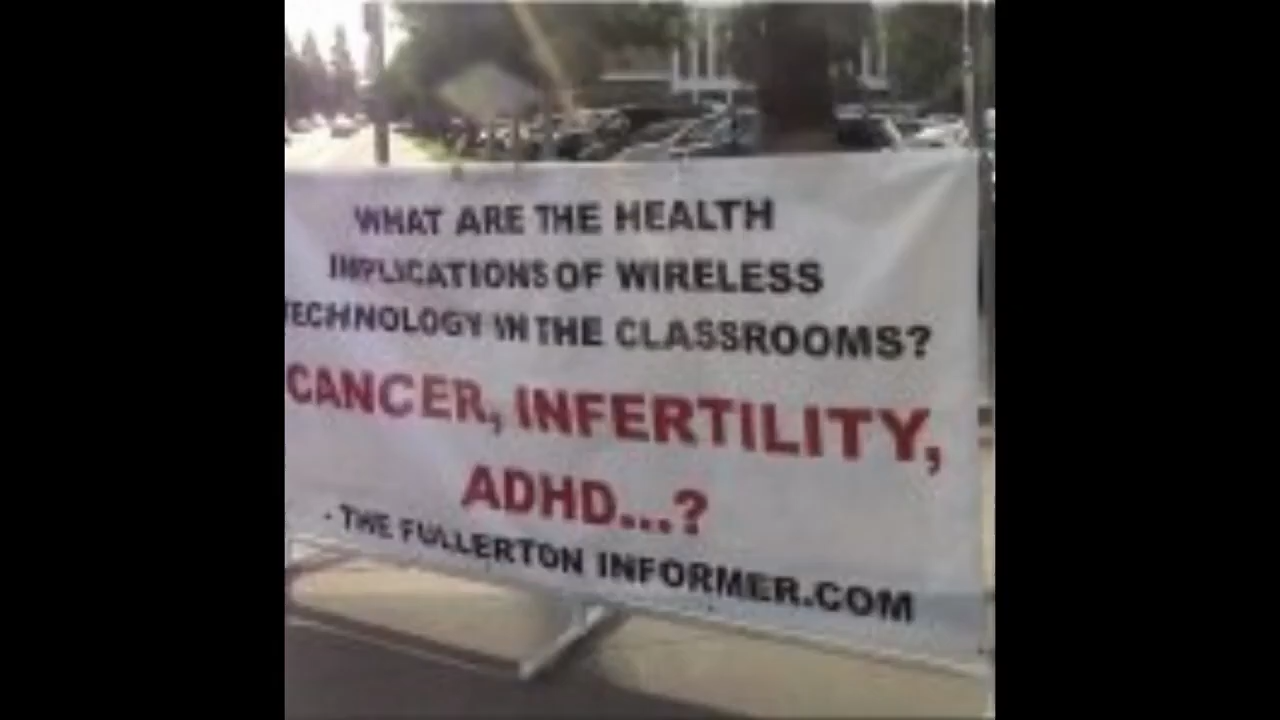 WHAT ARE THE HEALTH
IMPLICATIONS OF WIRELESS
TECHNOLOGY IN THE CLASSROOMS?
CANCER, INFERTILITY,
ADHD...?
- THE FULLERTON INFORMER.COM